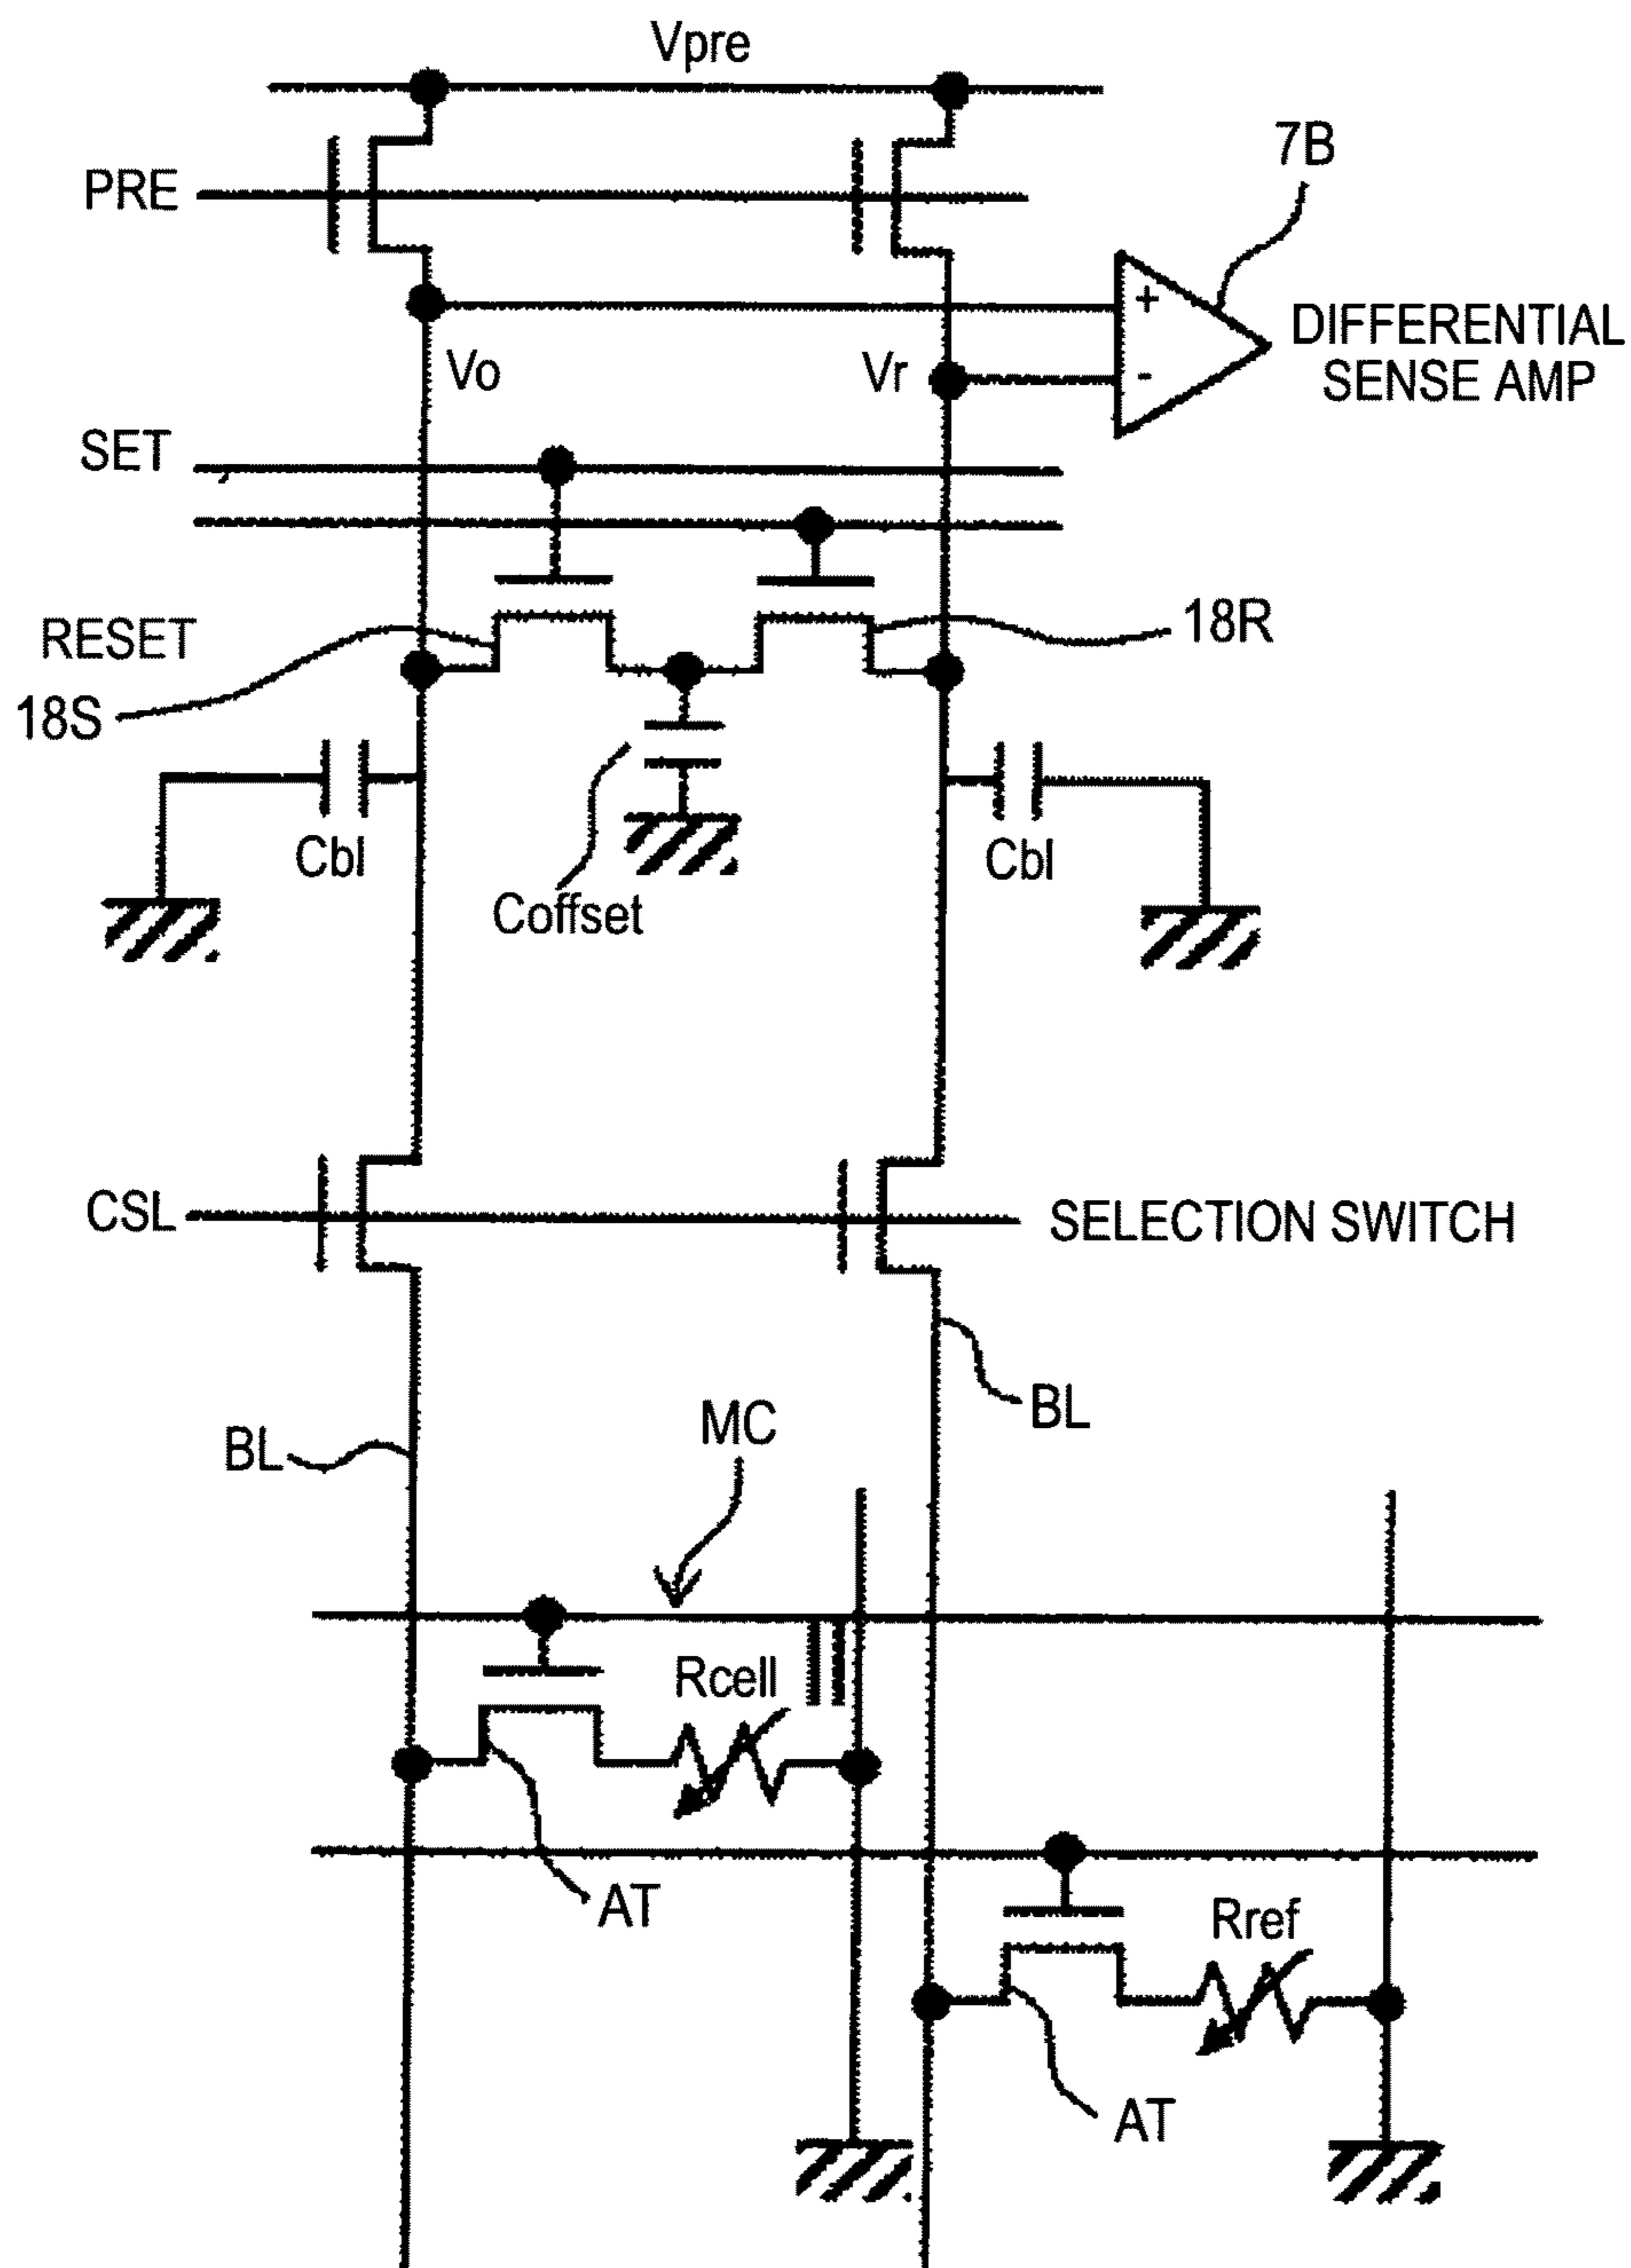 Vpre
7B
PRE
+
DIFFERENTIAL
SENSE AMP
Vo
Vr
-
SET
RESET
18R
18S
Cbl
Cbl
Coffset
CSL
SELECTION SWITCH
BL
MC
BL
Rcell
AT
Rref
AT